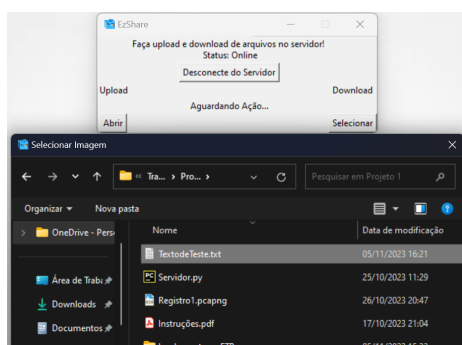 EzShare
Faça upload e download de arquivos no servidor!
Status: Online
Desconecte do Servidor
Upload
Download
Aguardando Ação...
Abrir
Selecionar
Selecionar Imagem
« Tra... › Pro... ›
Pesquisar em Projeto 1
Organizar
Nova pasta
OneDrive - Pers
Nome
Data de modificação
TextodeTeste.txt
05/11/2023 16:21
Área de Traba
Servidor.py
25/10/2023 11:29
Downloads
Registro1.pcapng
26/10/2023 20:47
Documentos
Instruções.pdf
17/10/2023 21:04